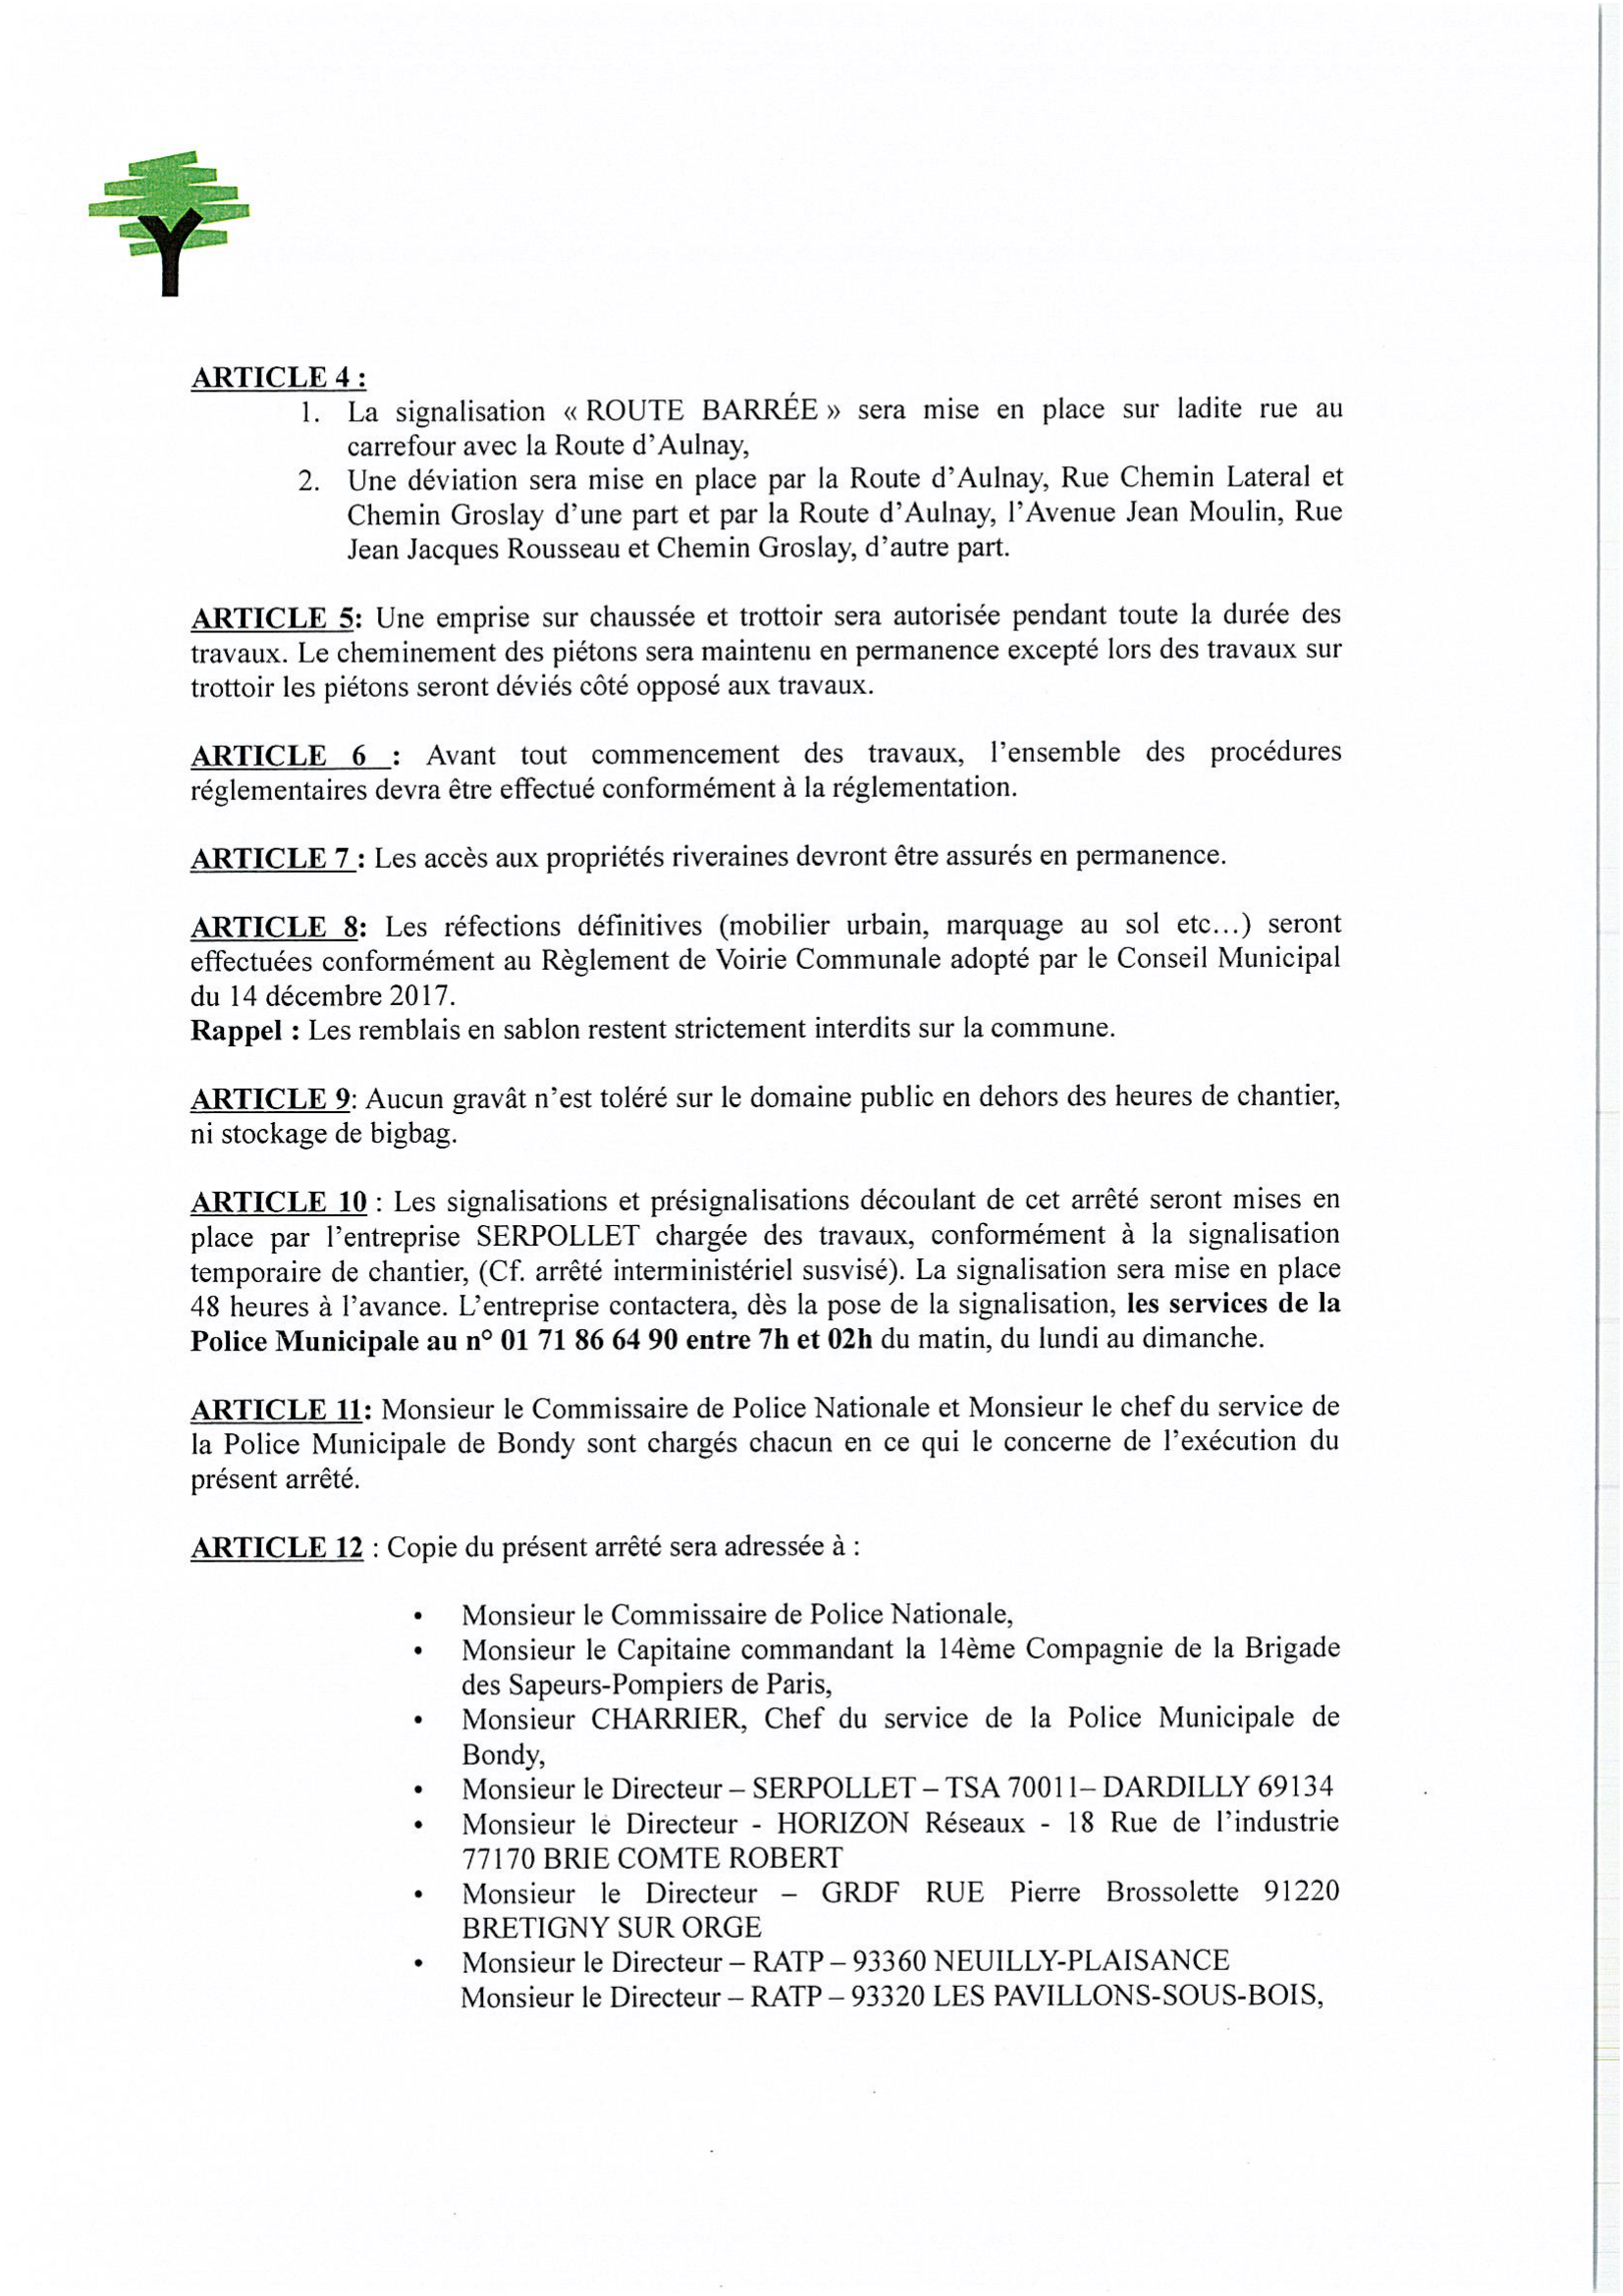 ARTICLE 4 :
1. La signalisation « ROUTE BARRÉE » sera mise en place sur ladite rue au
carrefour avec la Route d'Aulnay,
2. Une déviation sera mise en place par la Route d'Aulnay, Rue Chemin Lateral et
Chemin Groslay d'une part et par la Route d'Aulnay, l'Avenue Jean Moulin, Rue
Jean Jacques Rousseau et Chemin Groslay, d'autre part.
ARTICLE 5: Une emprise sur chaussée et trottoir sera autorisée pendant toute la durée des
travaux. Le cheminement des piétons sera maintenu en permanence excepté lors des travaux sur
trottoir les piétons seront déviés côté opposé aux travaux.
ARTICLE 6 : Avant tout commencement des travaux, l'ensemble des procédures
réglementaires devra être effectué conformément à la réglementation.
ARTICLE 7 : Les accès aux propriétés riveraines devront être assurés en permanence.
ARTICLE 8: Les réfections définitives (mobilier urbain, marquage au sol etc...) seront
effectuées conformément au Règlement de Voirie Communale adopté par le Conseil Municipal
du 14 décembre 2017.
Rappel : Les remblais en sablon restent strictement interdits sur la commune.
ARTICLE 9: Aucun gravât n'est toléré sur le domaine public en dehors des heures de chantier,
ni stockage de bigbag.
ARTICLE 10 : Les signalisations et présignalisations découlant de cet arrêté seront mises en
place par l'entreprise SERPOLLET chargée des travaux, conformément à la signalisation
temporaire de chantier, (Cf. arrêté interministériel susvisé). La signalisation sera mise en place
48 heures à l'avance. L'entreprise contactera, dès la pose de la signalisation, les services de la
Police Municipale au n° 01 71 86 64 90 entre 7h et 02h du matin, du lundi au dimanche.
ARTICLE 11: Monsieur le Commissaire de Police Nationale et Monsieur le chef du service de
la Police Municipale de Bondy sont chargés chacun en ce qui le concerne de l'exécution du
présent arrêté.
ARTICLE 12 : Copie du présent arrêté sera adressée à :
• Monsieur le Commissaire de Police Nationale,
• Monsieur le Capitaine commandant la 14ème Compagnie de la Brigade
des Sapeurs-Pompiers de Paris,
• Monsieur CHARRIER, Chef du service de la Police Municipale de
Bondy,
• Monsieur le Directeur – SERPOLLET – TSA 70011– DARDILLY 69134
• Monsieur le Directeur - HORIZON Réseaux - 18 Rue de l'industrie
77170 BRIE COMTE ROBERT
• Monsieur le Directeur – GRDF RUE Pierre Brossolette 91220
BRETIGNY SUR ORGE
• Monsieur le Directeur – RATP – 93360 NEUILLY-PLAISANCE
Monsieur le Directeur – RATP – 93320 LES PAVILLONS-SOUS-BOIS,